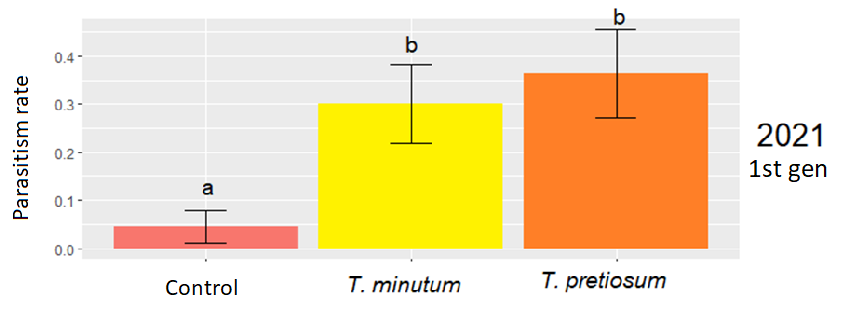 b
b
0.4
0.3
0.2
0.1
0.0
Parasitism rate
a
2021
1st gen
Control
T. minutum
T. pretiosum